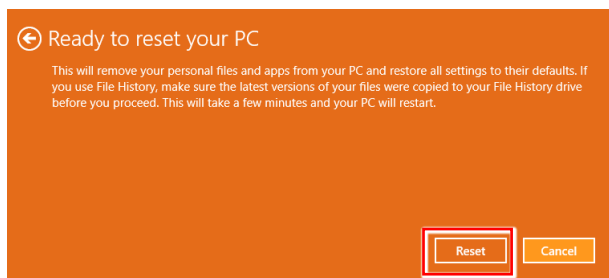 Ready to reset your PC
This will remove your personal files and apps from your PC and restore all settings to their defaults. If
you use File History, make sure the latest versions of your files were copied to your File History drive
before you proceed. This will take a few minutes and your PC will restart.
Reset Cancel